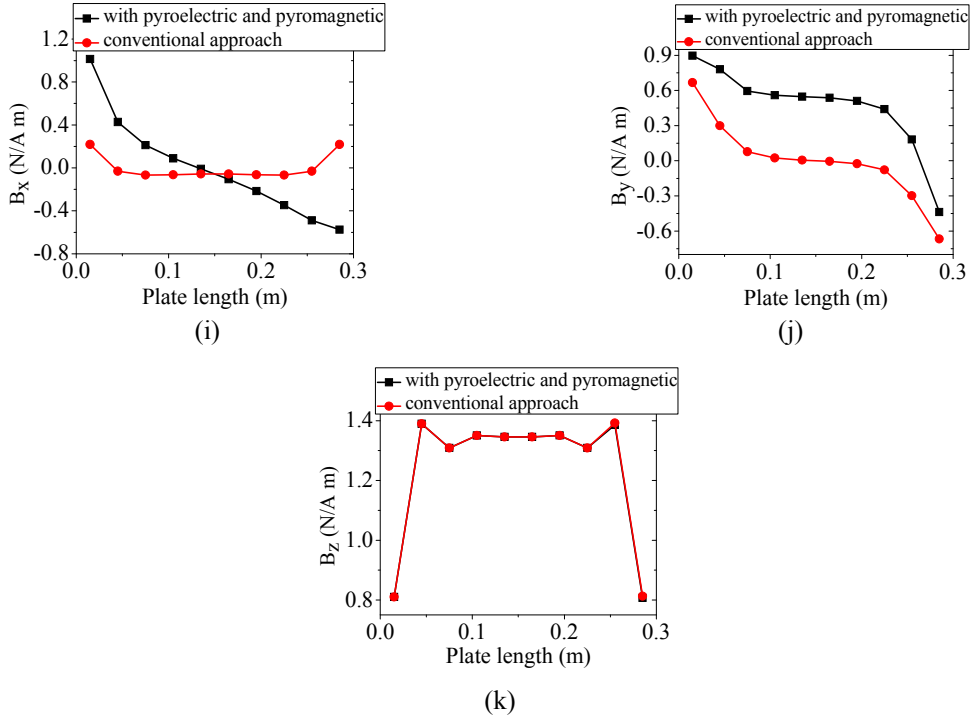 with pyroelectric and pyromagnetic
conventional approach
1.2
0.8
0.4
0.0
-0.4
-0.8
B_x (N/A m)
0.0 0.1 0.2 0.3
Plate length (m)
(i)
with pyroelectric and pyromagnetic
conventional approach
0.9
0.6
0.3
0.0
-0.3
-0.6
B_y (N/A m)
0.0 0.1 0.2 0.3
Plate length (m)
(j)
with pyroelectric and pyromagnetic
conventional approach
1.4
1.2
1.0
0.8
B_z (N/A m)
0.0 0.1 0.2 0.3
Plate length (m)
(k)